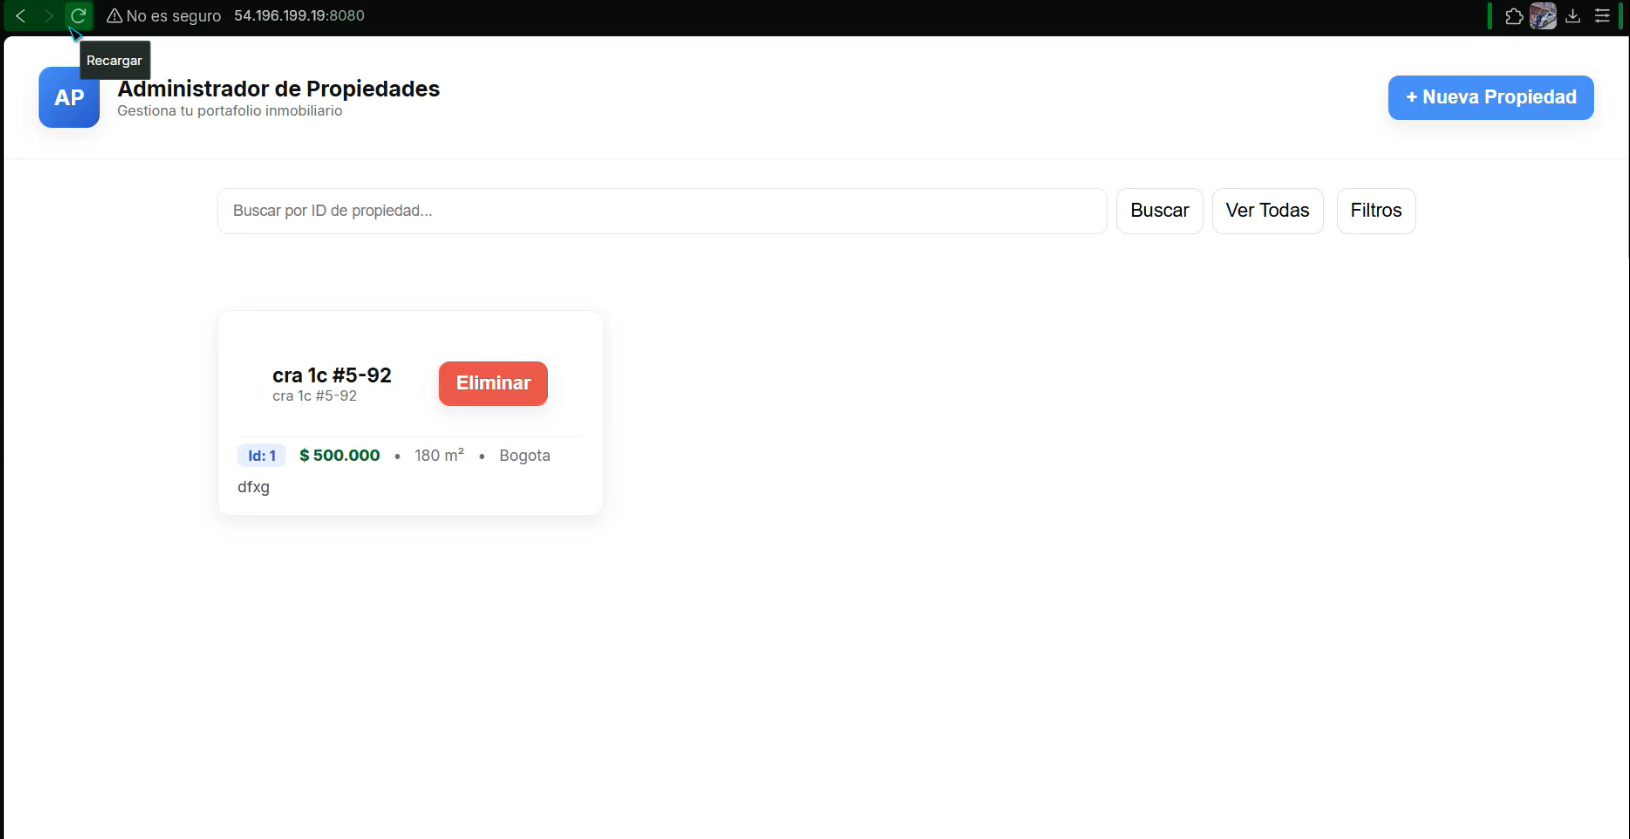 No es seguro 54.196.199.19:8080
Recargar
AP
Administrador de Propiedades
Gestiona tu portafolio inmobiliario
+ Nueva Propiedad
Buscar por ID de propiedad...
Buscar
Ver Todas
Filtros
cra 1c #5-92
cra 1c #5-92
Eliminar
Id: 1 $ 500.000 • 180 m² • Bogota
dfxg